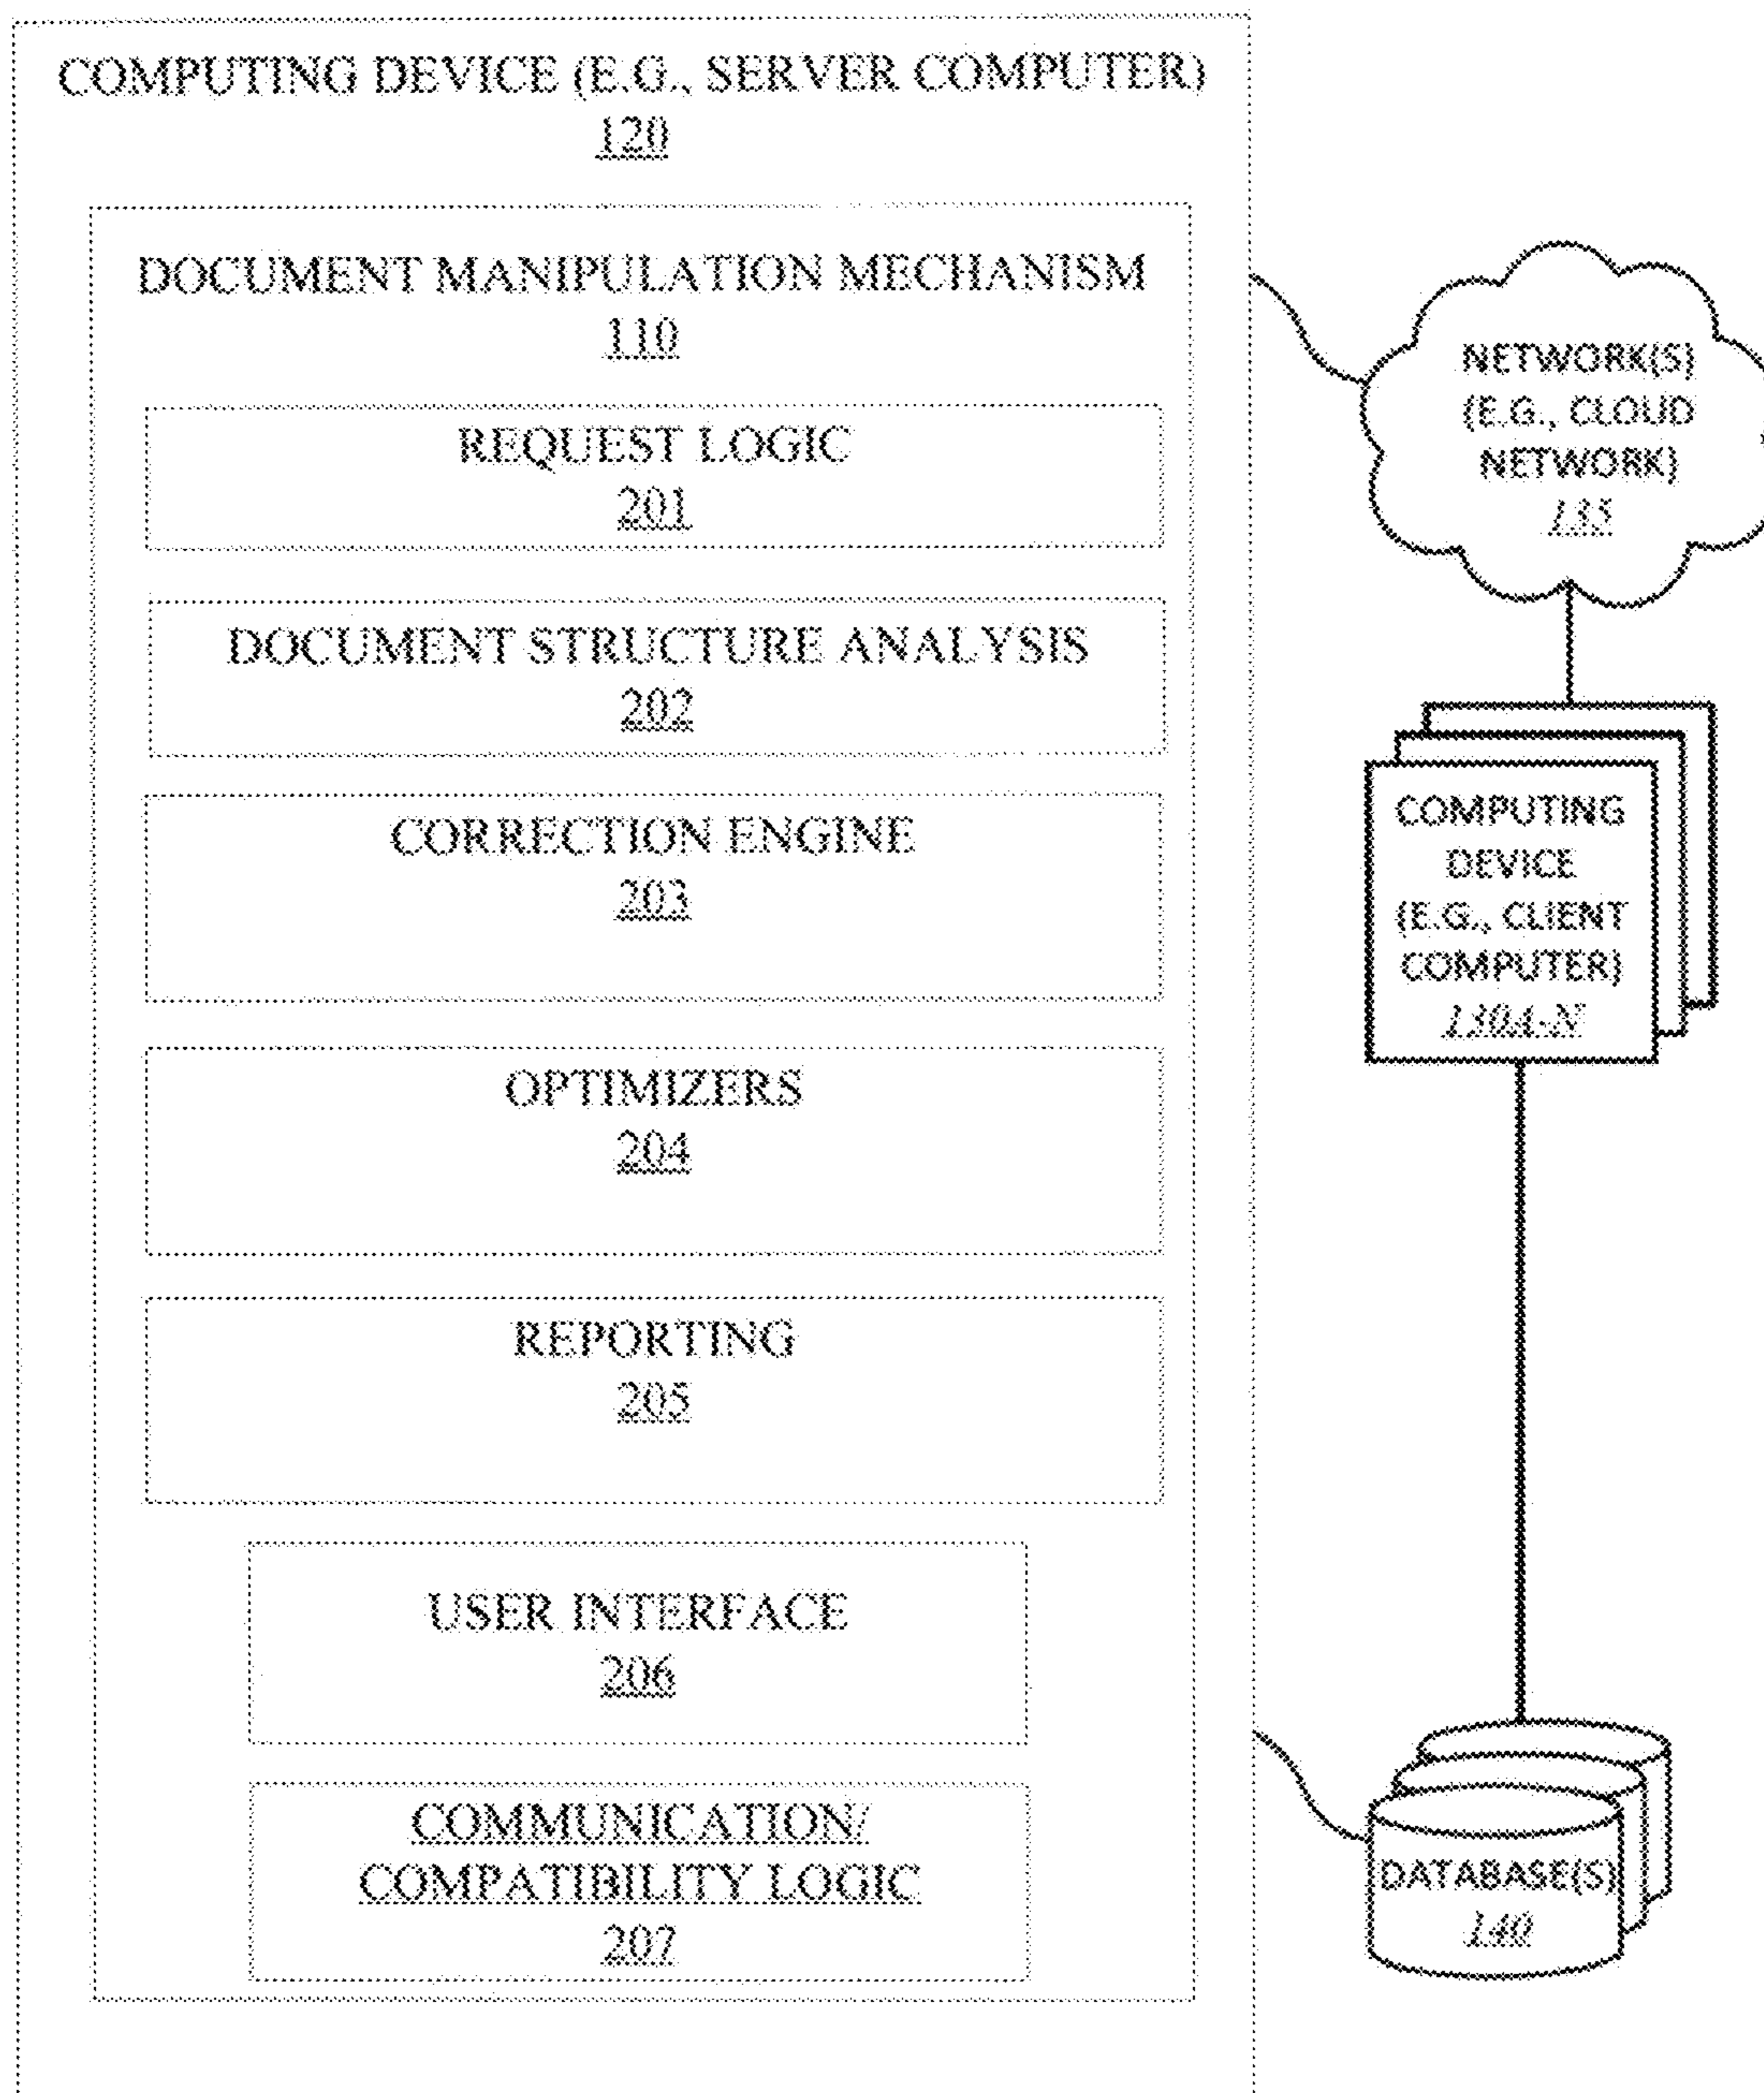 COMPUTING DEVICE (E.G., SERVER COMPUTER)
120
DOCUMENT MANIPULATION MECHANISM
110
REQUEST LOGIC
201
DOCUMENT STRUCTURE ANALYSIS
202
CORRECTION ENGINE
203
OPTIMIZERS
204
REPORTING
205
USER INTERFACE
206
COMMUNICATION/
COMPATIBILITY LOGIC
207
NETWORK(S)
(E.G., CLOUD
NETWORK)
135
COMPUTING
DEVICE
(E.G., CLIENT
COMPUTER)
130A-N
DATABASE(S)
140